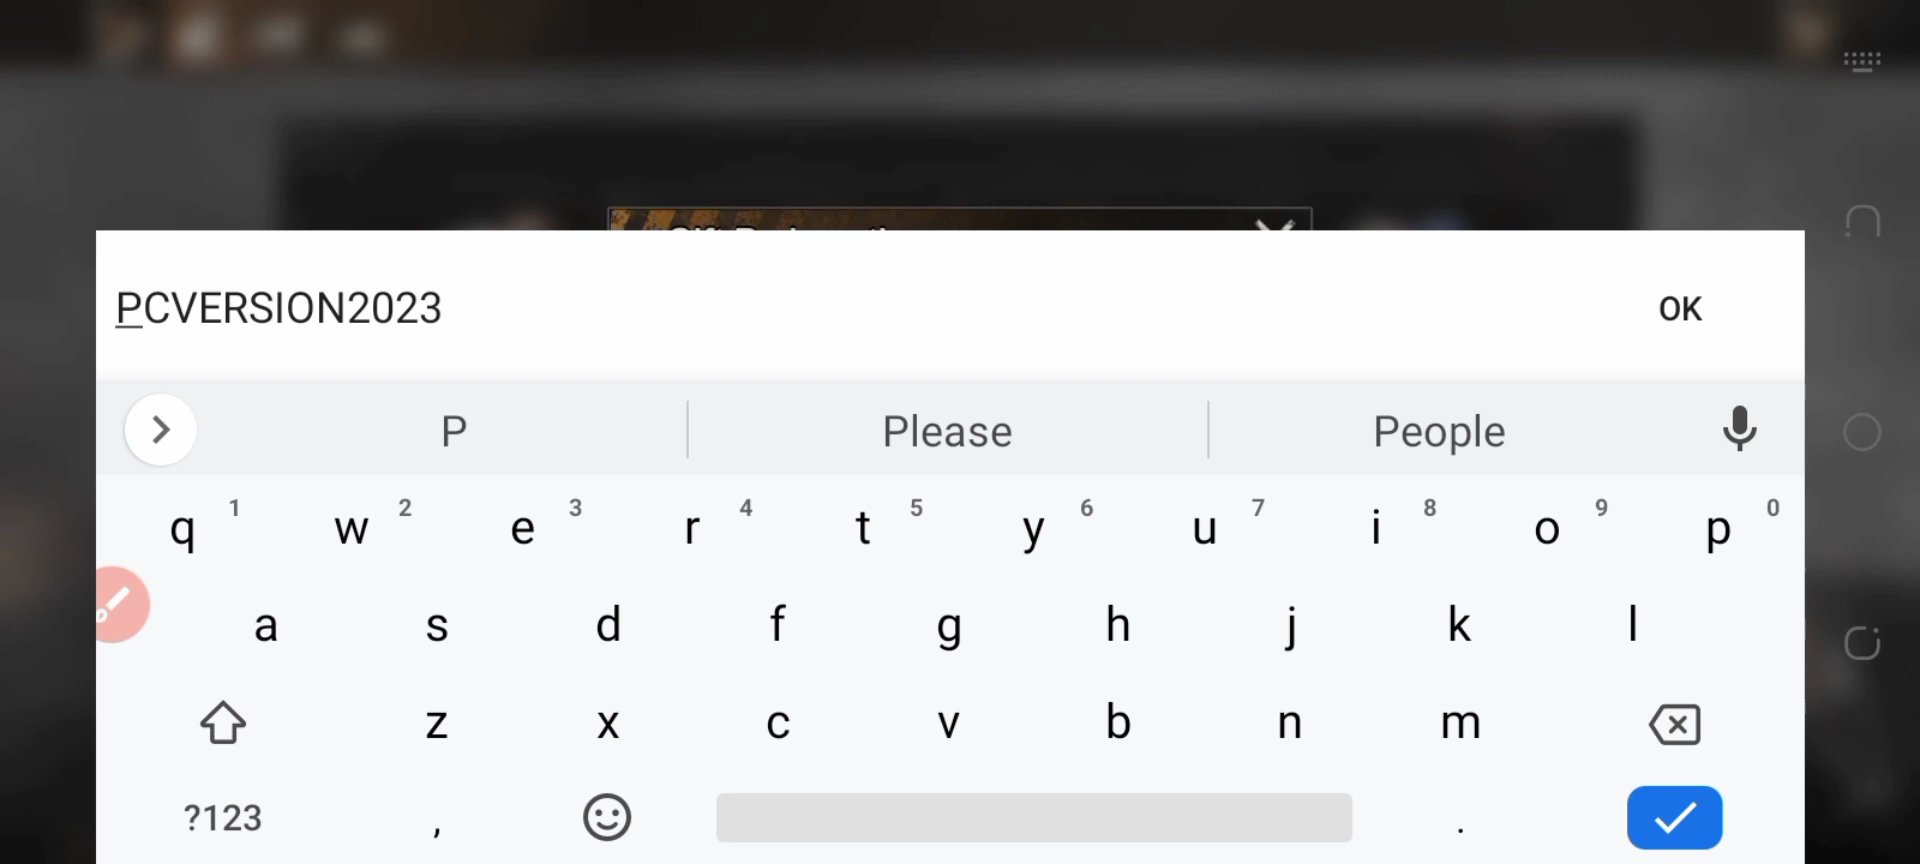 PCVERSION2023
OK
P Please People
q 1 w 2 e 3 r 4 t 5 y 6 u 7 i 8 o 9 p 0
a s d f g h j k l
z x c v b n m
?123 , .